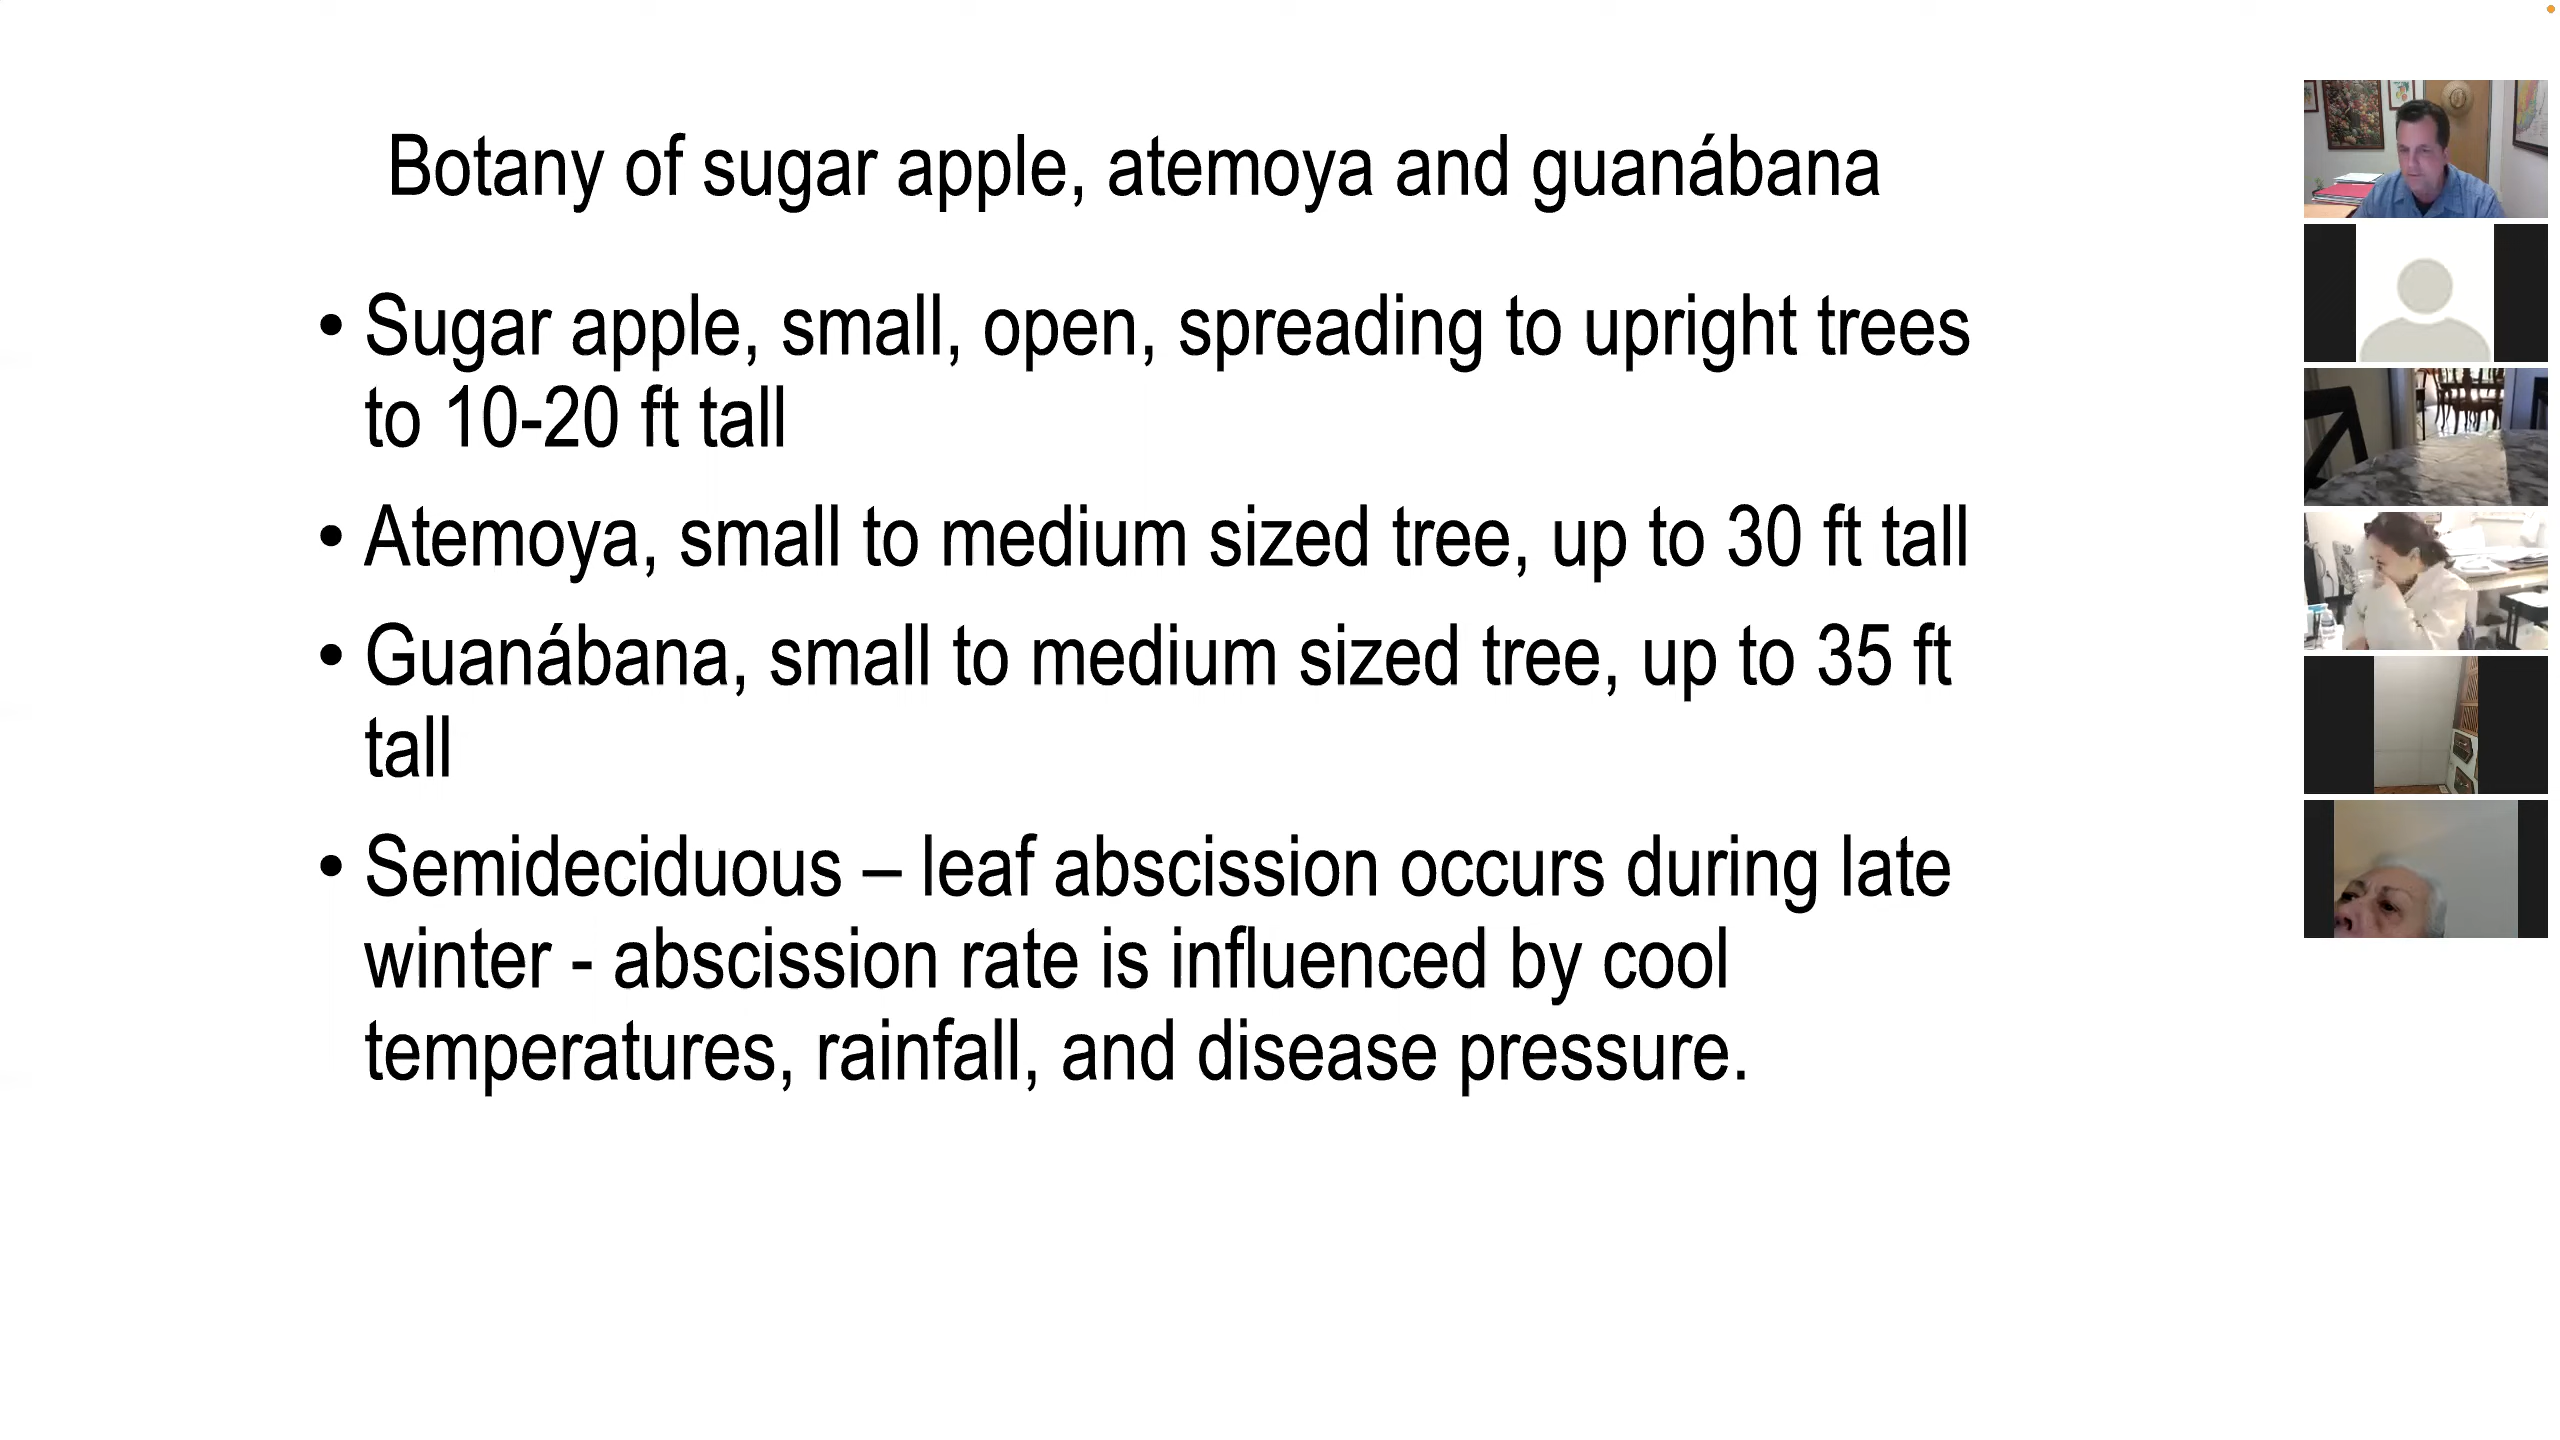 Botany of sugar apple, atemoya and guanábana
• Sugar apple, small, open, spreading to upright trees
to 10-20 ft tall
• Atemoya, small to medium sized tree, up to 30 ft tall
• Guanábana, small to medium sized tree, up to 35 ft
tall
• Semideciduous – leaf abscission occurs during late
winter - abscission rate is influenced by cool
temperatures, rainfall, and disease pressure.